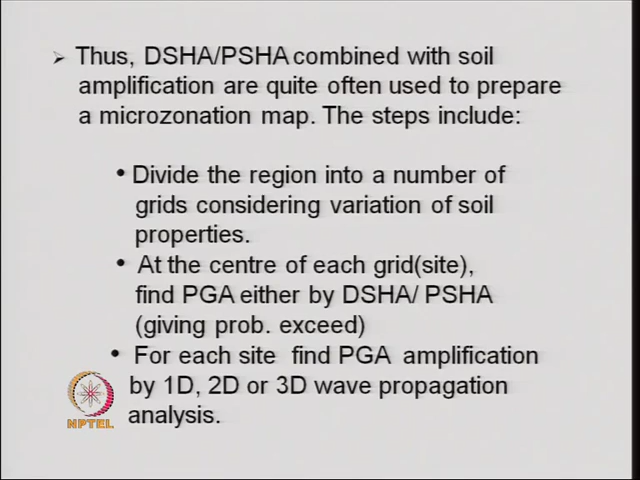 ➢ Thus, DSHA/PSHA combined with soil
amplification are quite often used to prepare
a microzonation map. The steps include:
• Divide the region into a number of
grids considering variation of soil
properties.
• At the centre of each grid(site),
find PGA either by DSHA/ PSHA
(giving prob. exceed)
• For each site find PGA amplification
by 1D, 2D or 3D wave propagation
analysis.
NPTEL